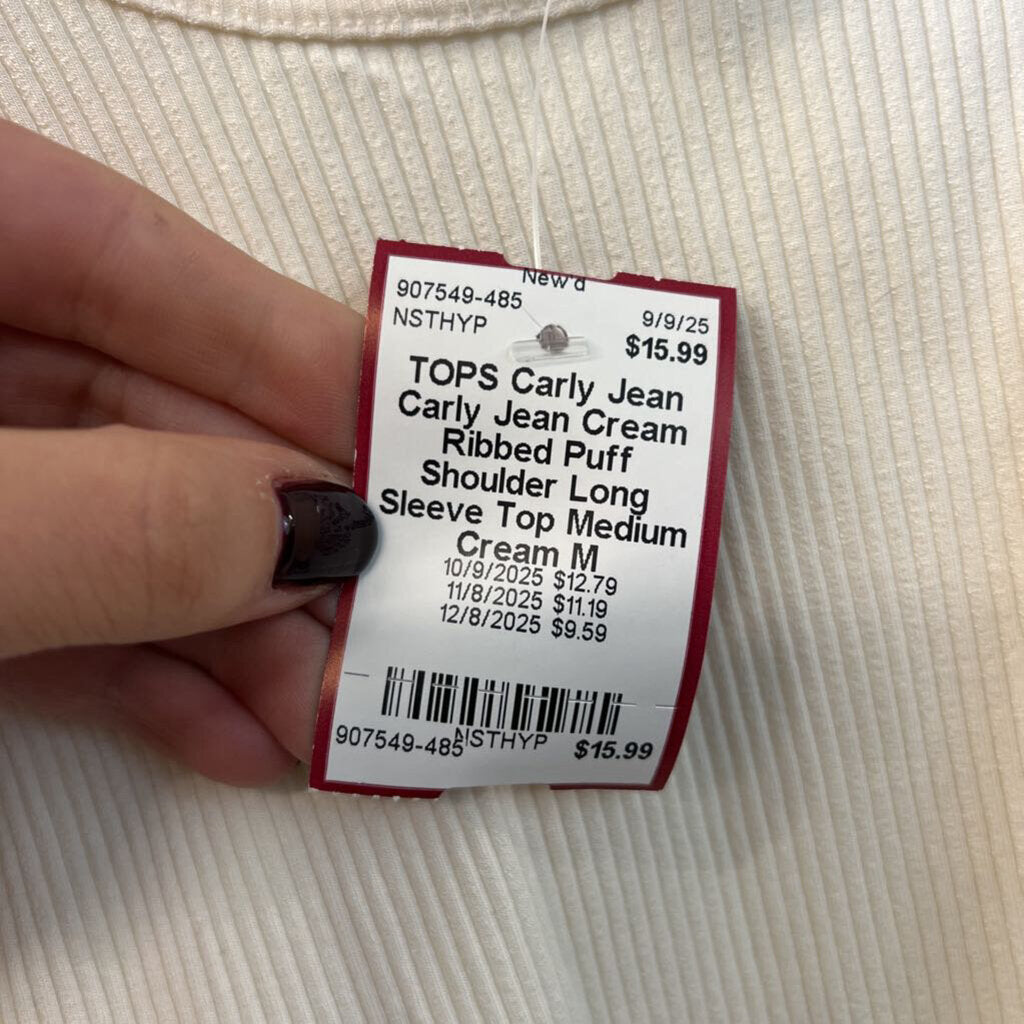 New'd
907549-485
9/9/25
NSTHYP
$15.99
TOPS Carly Jean
Carly Jean Cream
Ribbed Puff
Shoulder Long
Sleeve Top Medium
Cream M
10/9/2025 $12.79
11/8/2025 $11.19
12/8/2025 $9.59
907549-485 NSTHYP $15.99